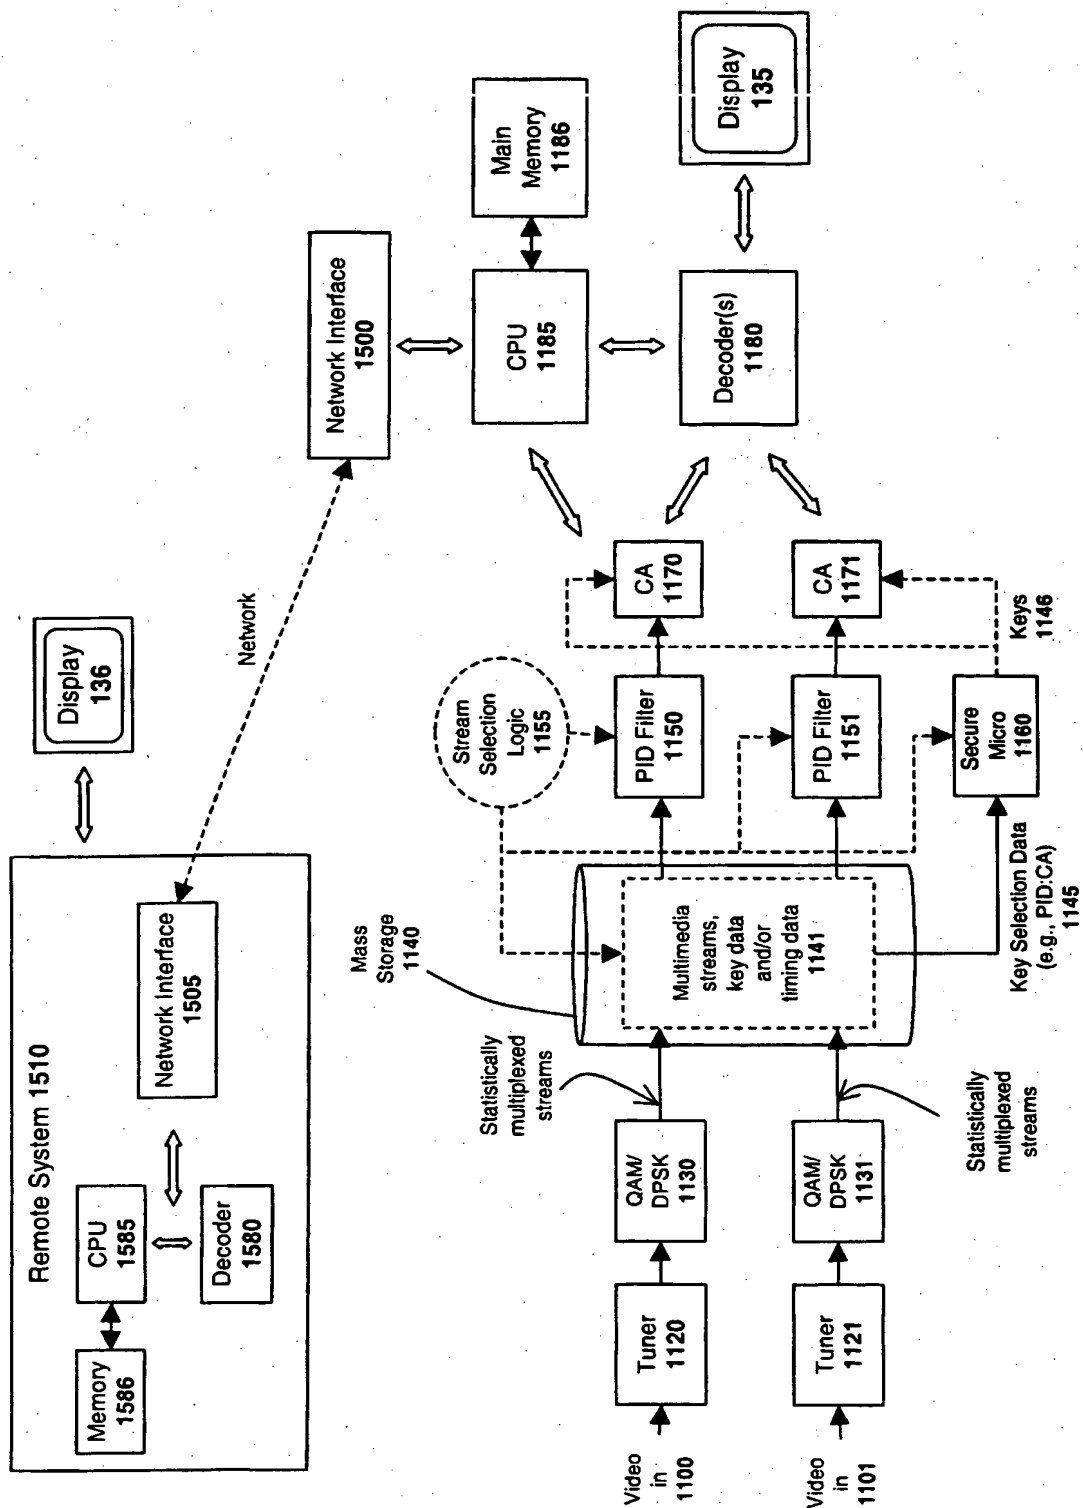 Remote System 1510
Memory
1586
CPU
1585
Decoder
1580
Network Interface
1505
Display
136
Network
Network Interface
1500
CPU
1185
Main
Memory
1186
Decoder(s)
1180
Display
135
Video
in
1100
Tuner
1120
QAM/
DPSK
1130
Statistically
multiplexed
streams
Mass
Storage
1140
Multimedia
streams,
key data
and/or
timing data
1141
Stream
Selection
Logic
1155
PID Filter
1150
CA
1170
Video
in
1101
Tuner
1121
QAM/
DPSK
1131
Statistically
multiplexed
streams
PID Filter
1151
CA
1171
Key Selection Data
(e.g., PID:CA)
1145
Secure
Micro
1160
Keys
1146